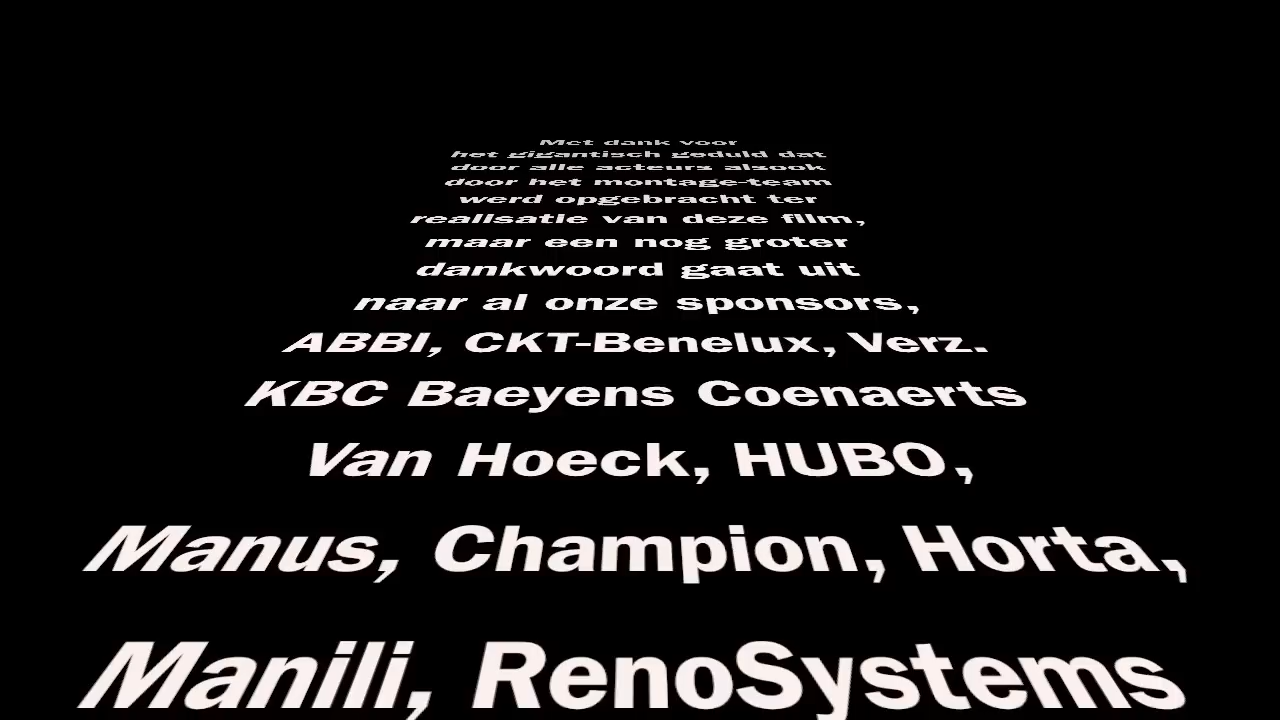 Met dank voor
het gigantisch geduld dat
door alle acteurs alsook
door het montage-team
werd opgebracht ter
realisatie van deze film,
maar een nog groter
dankwoord gaat uit
naar al onze sponsors,
ABBI, CKT-Benelux, Verz.
KBC Baeyens Coenaerts
Van Hoeck, HUBO,
Manus, Champion, Horta,
Manili, RenoSystems